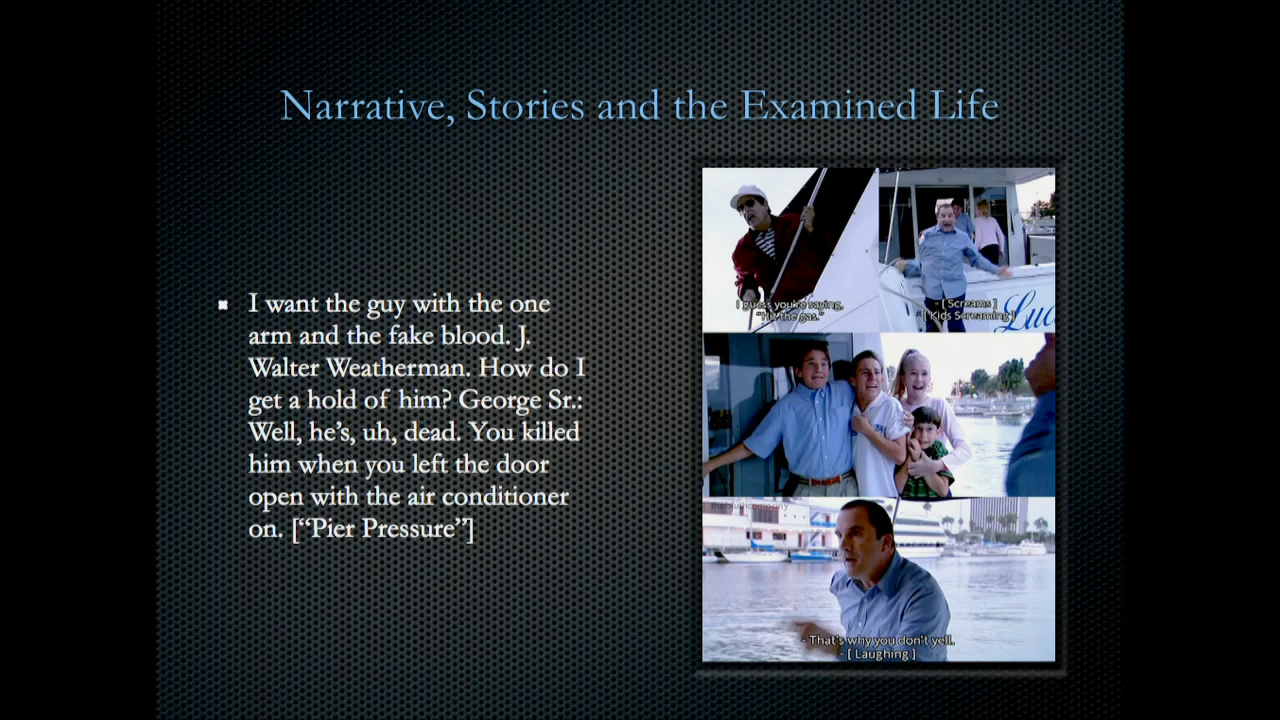 Narrative, Stories and the Examined Life
I want the guy with the one
arm and the fake blood. J.
Walter Weatherman. How do I
get a hold of him? George Sr.:
Well, he's, uh, dead. You killed
him when you left the door
open with the air conditioner
on. [“Pier Pressure”]
I guess you're saying,
"Hit the gas."
- [ Screams ]
[ Kids Screaming ]
Luc
- That's why you don't yell.
- [ Laughing ]